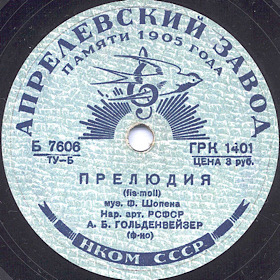 АПРЕЛЕВСКИЙ ЗАВОД
ПАМЯТИ 1905 ГОДА
Б 7606
ТУ-Б
ГРК 1401
ЦЕНА 3 руб.
ПРЕЛЮДИЯ
(fis-moll)
муз. Ф. Шопена
Нар. арт. РСФСР
А. Б. ГОЛЬДЕНВЕЙЗЕР
(ф-но)
НКОМ СССР